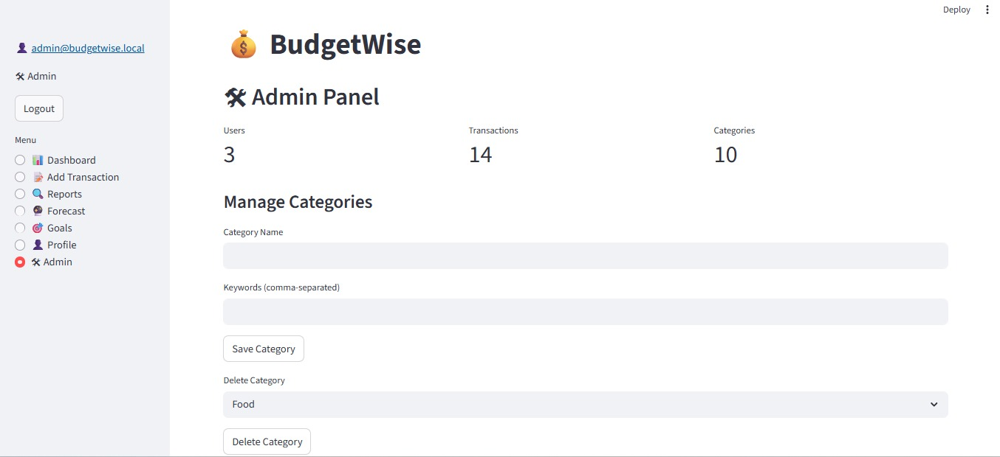 Deploy
admin@budgetwise.local
Admin
Logout
Menu
Dashboard
Add Transaction
Reports
Forecast
Goals
Profile
Admin
BudgetWise
Admin Panel
Users
Transactions
Categories
3
14
10
Manage Categories
Category Name
Keywords (comma-separated)
Save Category
Delete Category
Food
Delete Category